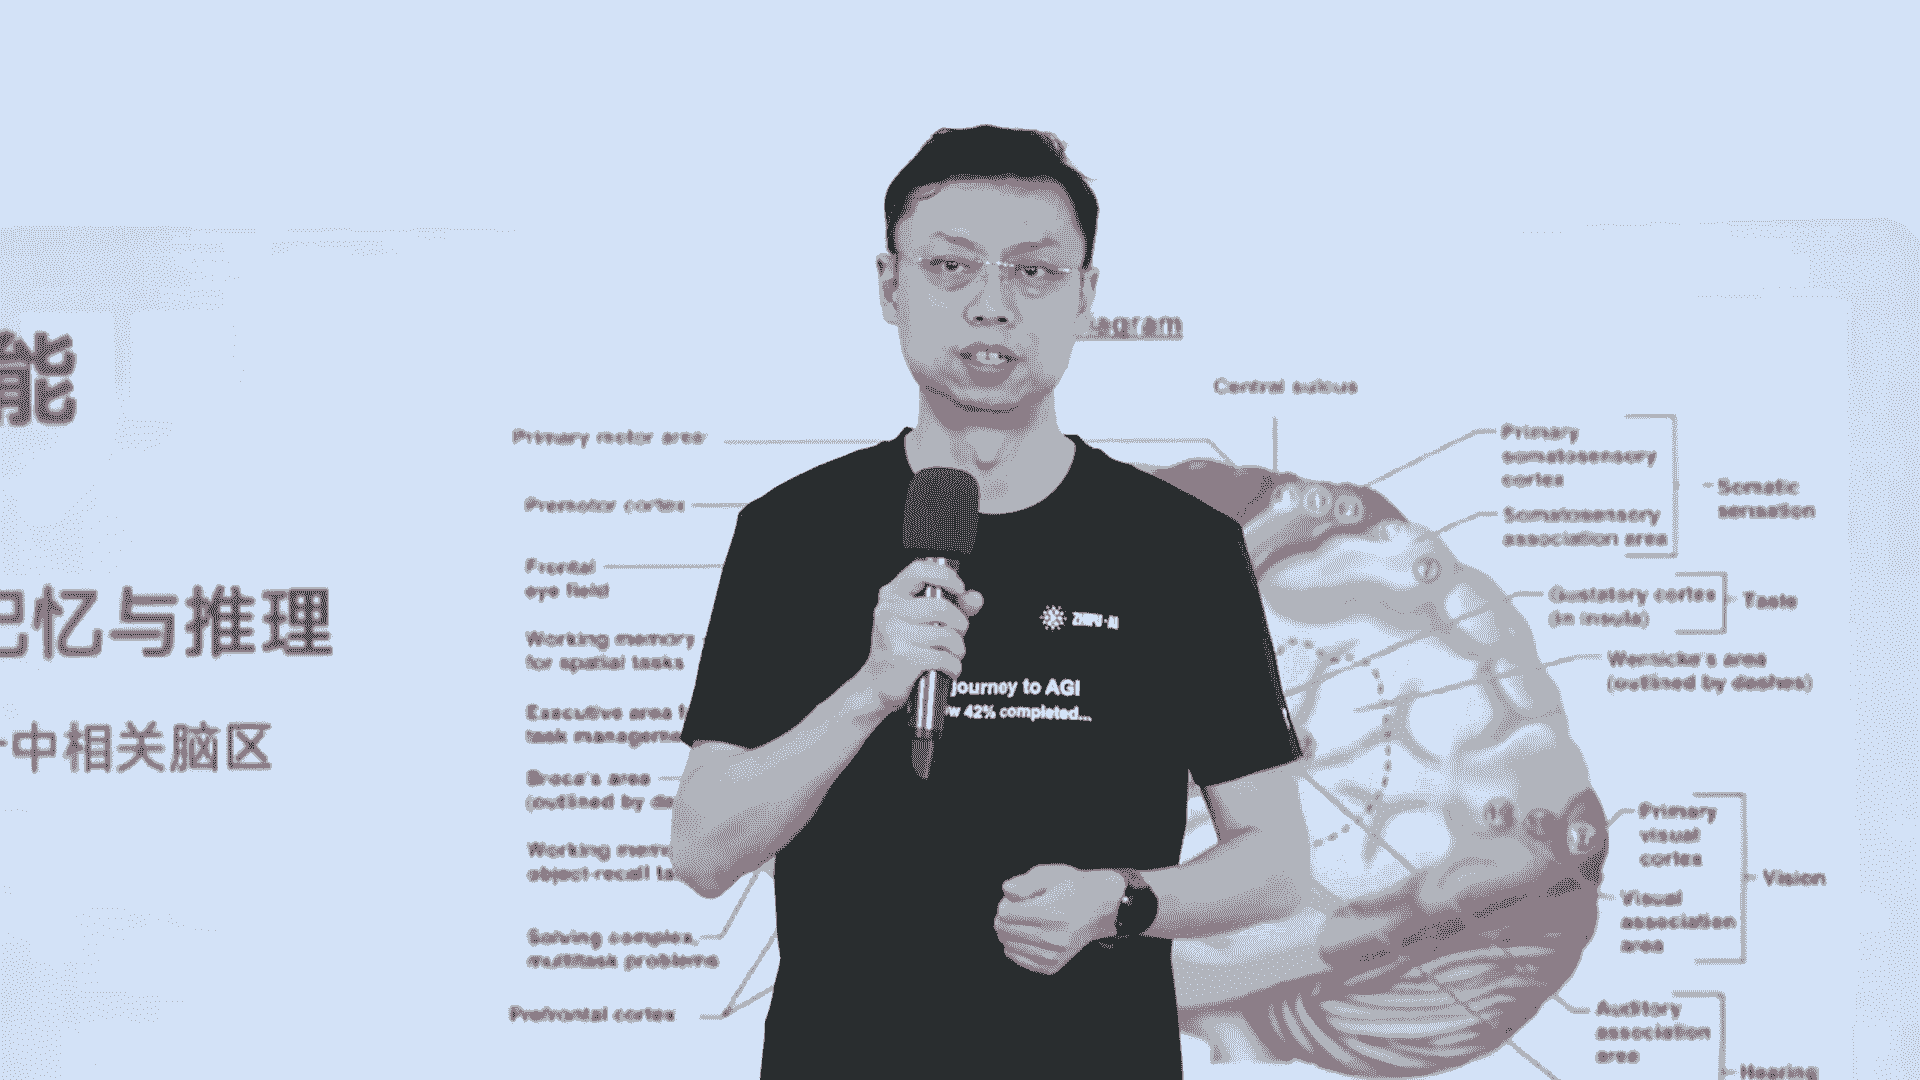 能
记忆与推理
中相关脑区
agram
Central sulcus
Primary motor area
Premotor cortex
Frontal
eye field
Working memory
for spatial tasks
Executive area
task manageme
Broca's area
(outlined by da
Working mem
object-recall ta
Solving complex,
multitask problems
Prefrontal cortex
ZHIPU·AI
journey to AGI
w 42% completed...
Primary
somatosensory
cortex
Somatosensory
association area
Somatic
sensation
Gustatory cortex
(in insula)
Taste
Wernicke's area
(outlined by dashes)
Primary
visual
cortex
Visual
association
area
Vision
Auditory
association
area
Hearing